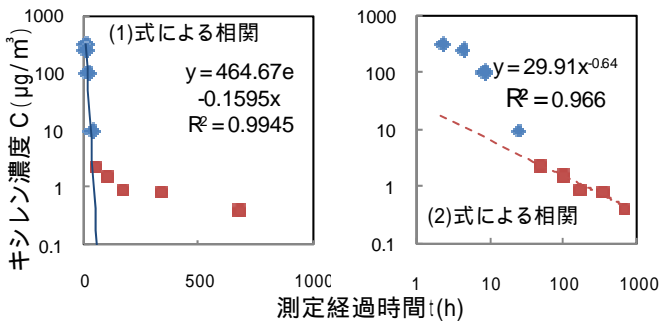 キシレン濃度 C(μg/m³)
1000
100
10
1
0.1
(1)式による相関
y=464.67e
-0.1595x
R²=0.9945
0
500
1000
1000
100
10
1
0.1
y=29.91x-0.64
R²=0.966
(2)式による相関
1
10
100
1000
測定経過時間t(h)